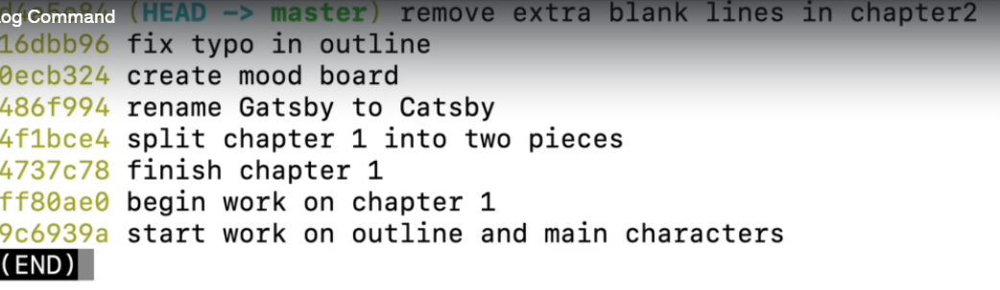 Log Command
(HEAD -> master) remove extra blank lines in chapter2
16dbb96 fix typo in outline
0ecb324 create mood board
486f994 rename Gatsby to Catsby
4f1bce4 split chapter 1 into two pieces
4737c78 finish chapter 1
ff80ae0 begin work on chapter 1
9c6939a start work on outline and main characters
(END)